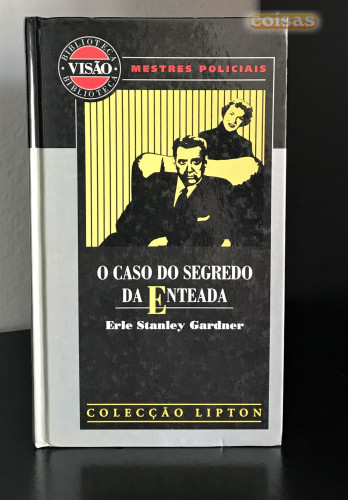 coisas
BIBLIOTECA
VISÃO
BIBLIOTECA
MESTRES POLICIAIS
O CASO DO SEGREDO
DA ENTEADA
Erle Stanley Gardner
COLECÇÃO LIPTON